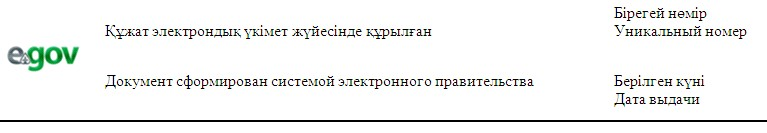 Бірегей нөмір
Құжат электрондық үкімет жүйесінде құрылған
Уникальный номер
egov
Документ сформирован системой электронного правительства
Берілген күні
Дата выдачи